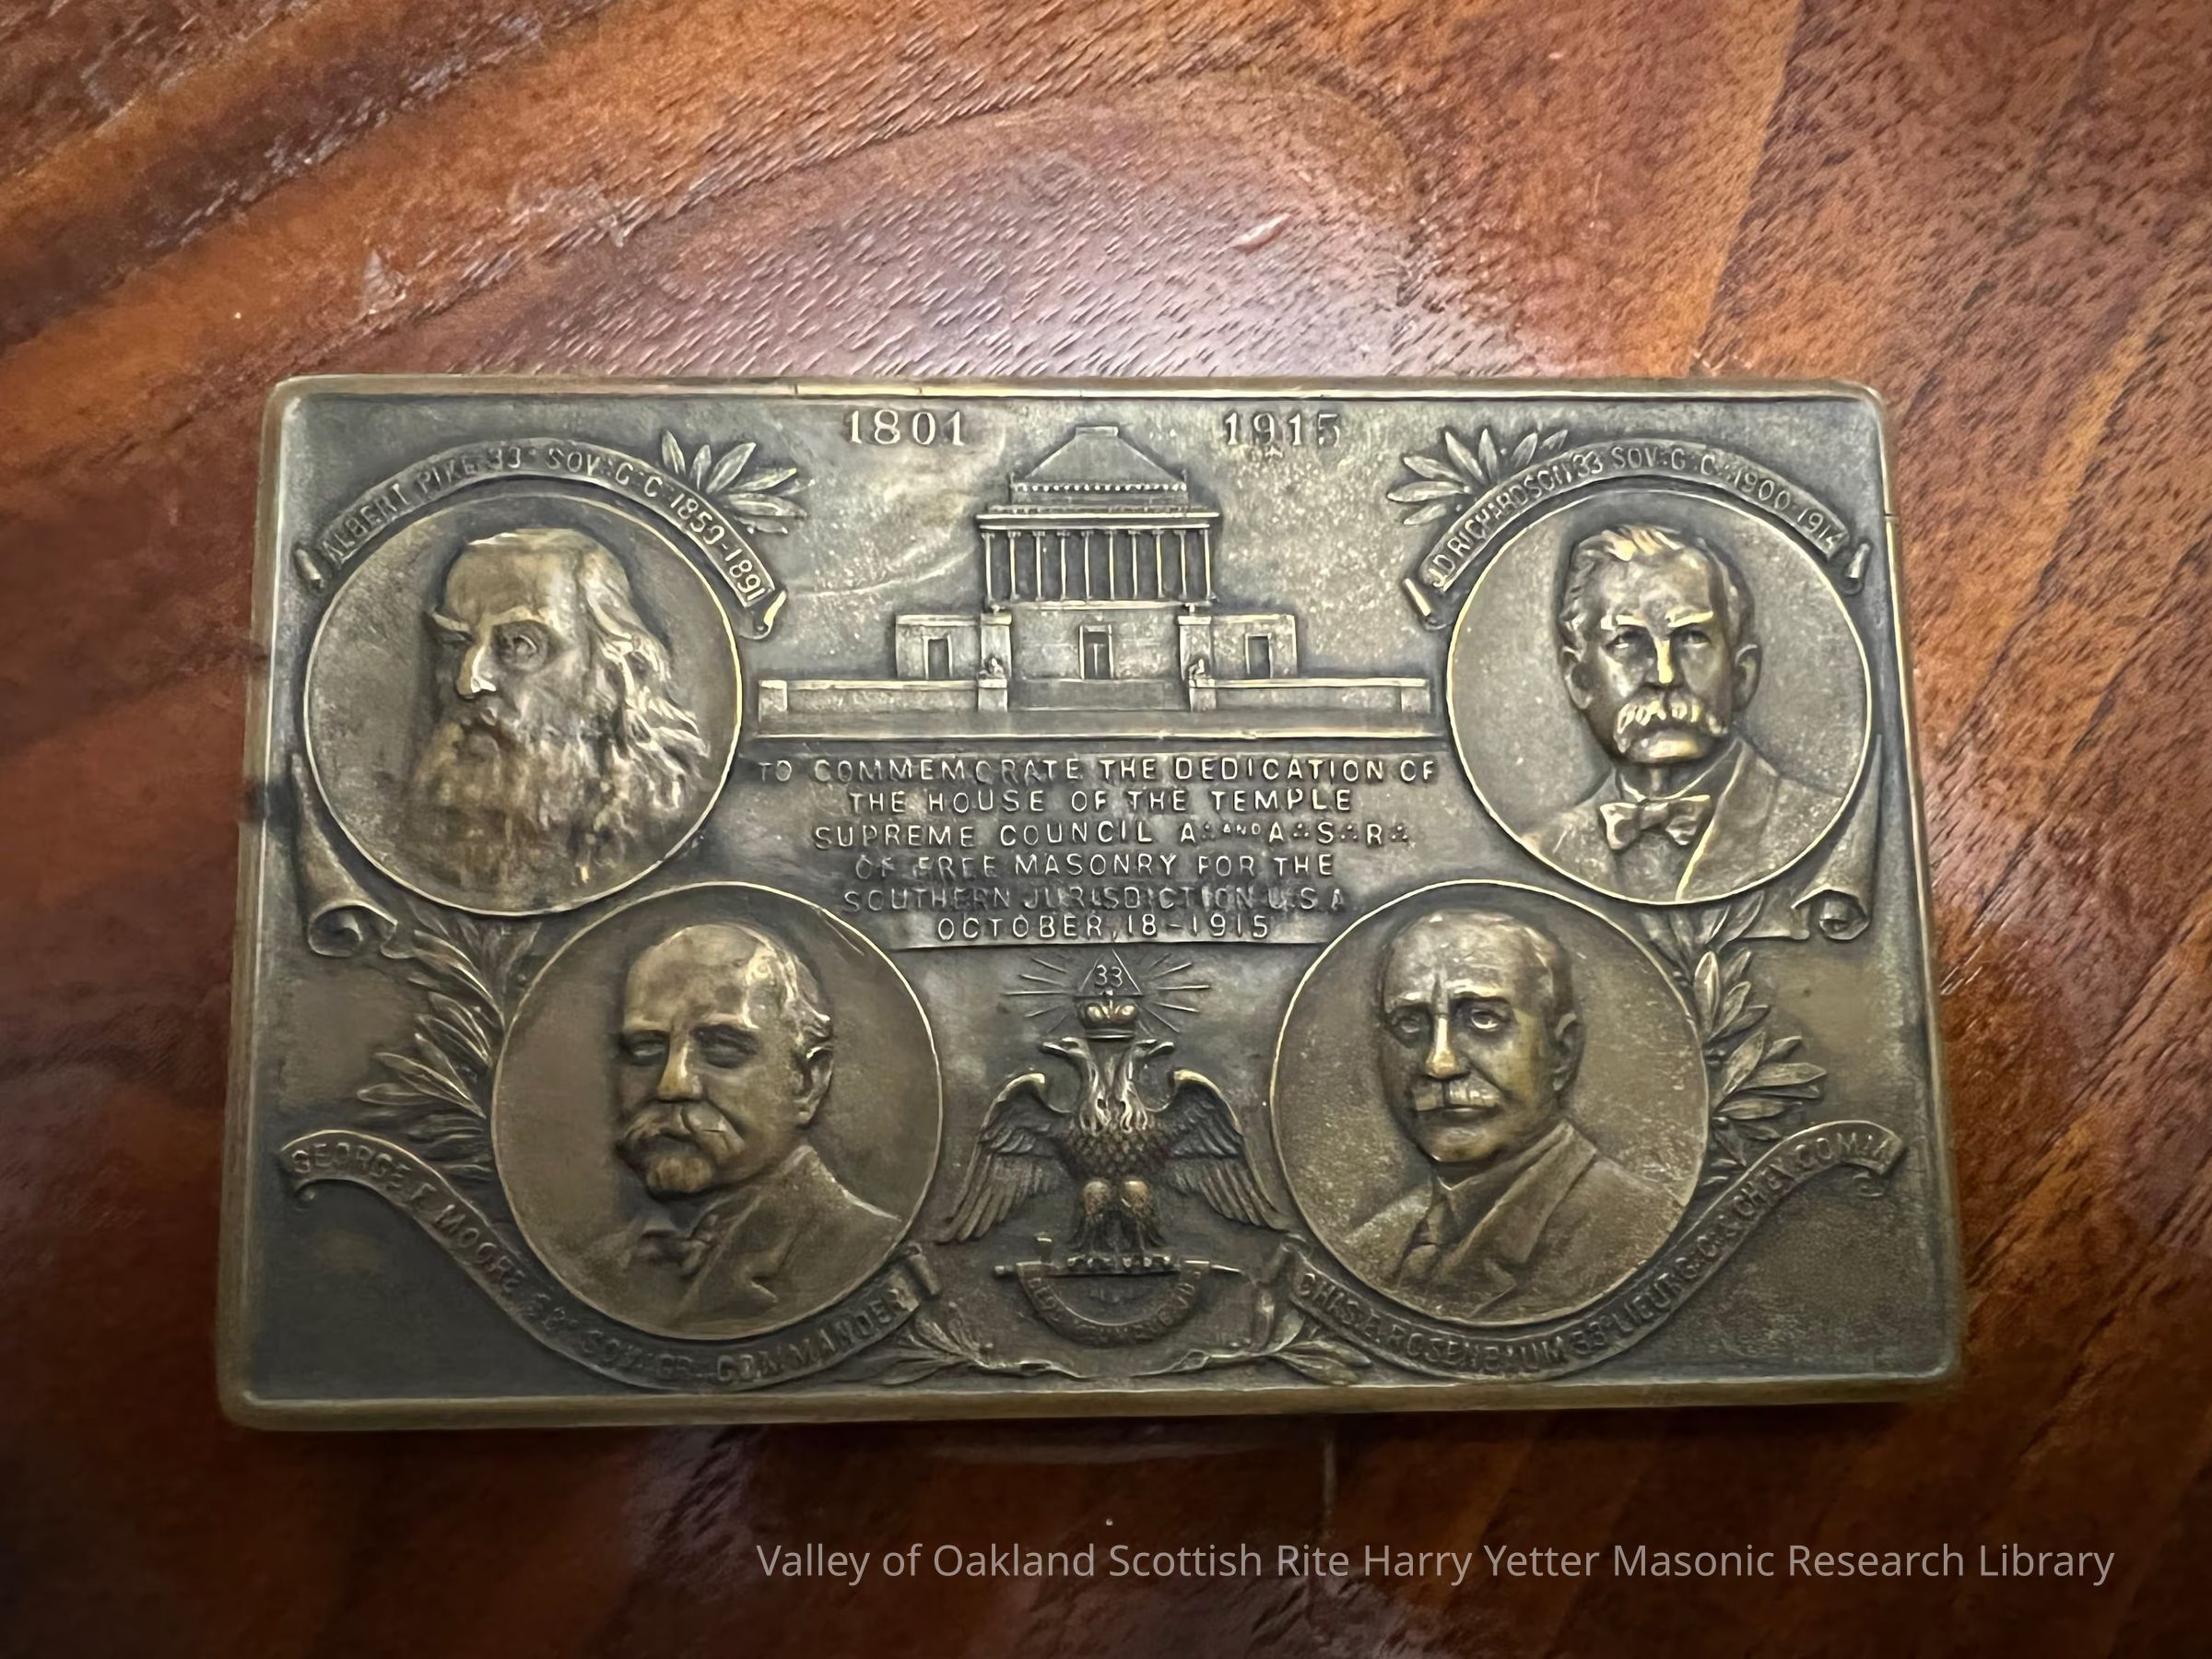 1801 1915
ALBERT PIKE 33° SOV∴G∴C∴1859-1891
J.D. RICHARDSON 33 SOV∴G∴C∴1900-1914
TO COMMEMORATE THE DEDICATION OF
THE HOUSE OF THE TEMPLE
SUPREME COUNCIL A∴ANDA∴S∴R∴
OF FREE MASONRY FOR THE
SOUTHERN JURISDICTION U.S.A
OCTOBER, 18-1915
33
GEORGE F. MOORE 33° SOV GR COMMANDER
CHAS. E. ROSENBAUM 33° LIEUT.G.C.
Valley of Oakland Scottish Rite Harry Yetter Masonic Research Library